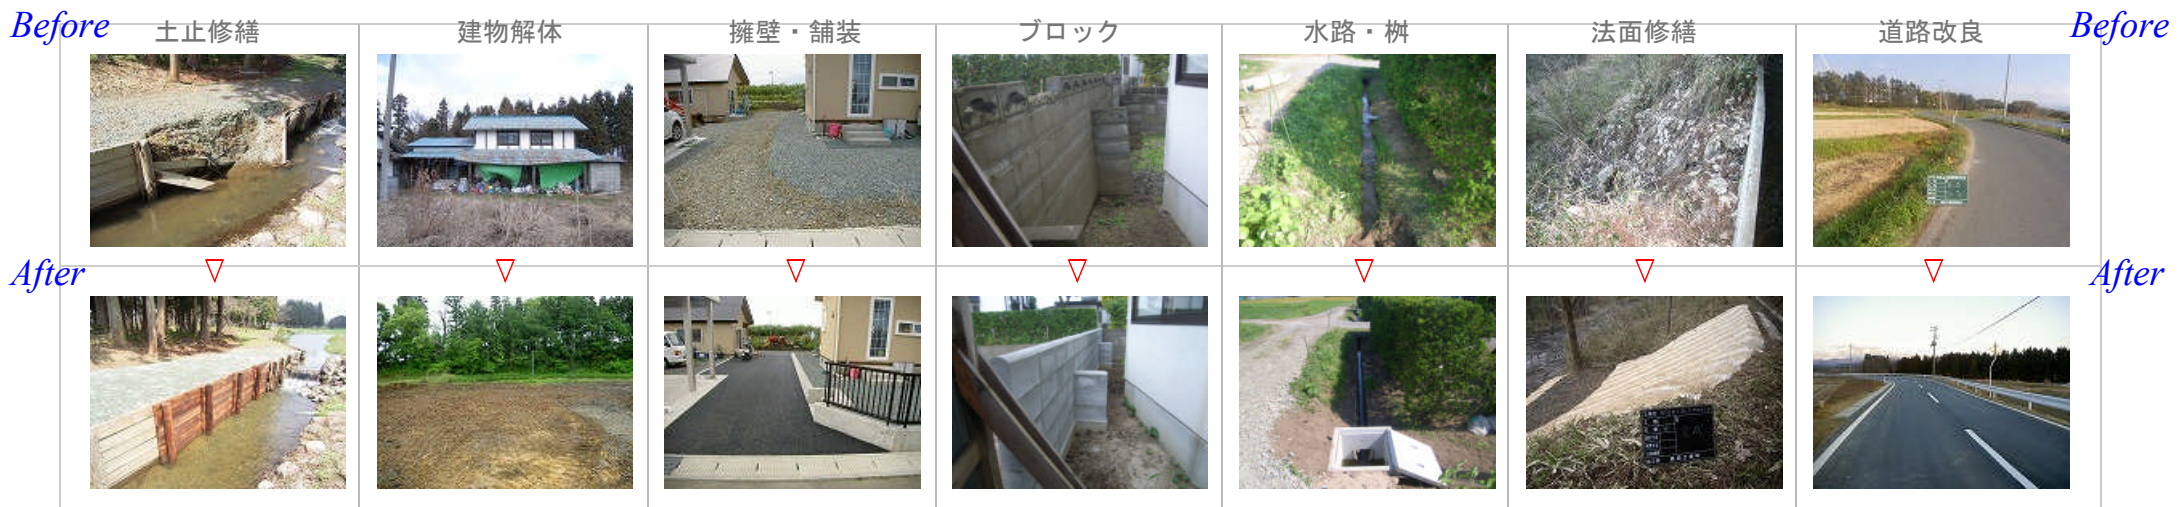 Before 土止修繕 建物解体 擁壁・舗装 ブロック 水路・桝 法面修繕 道路改良 Before
After After